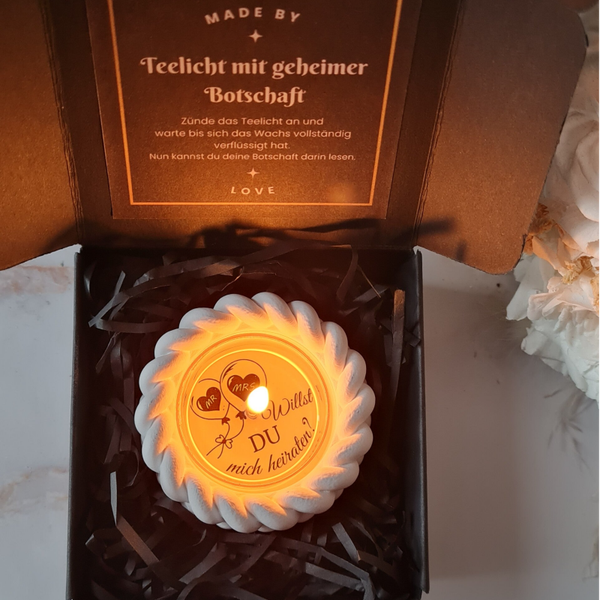 MADE BY
Teelicht mit geheimer
Botschaft
Zünde das Teelicht an und
warte bis sich das Wachs vollständig
verflüssigt hat.
Nun kannst du deine Botschaft darin lesen.
LOVE
MR
MRS
Willst
DU
mich heiraten?